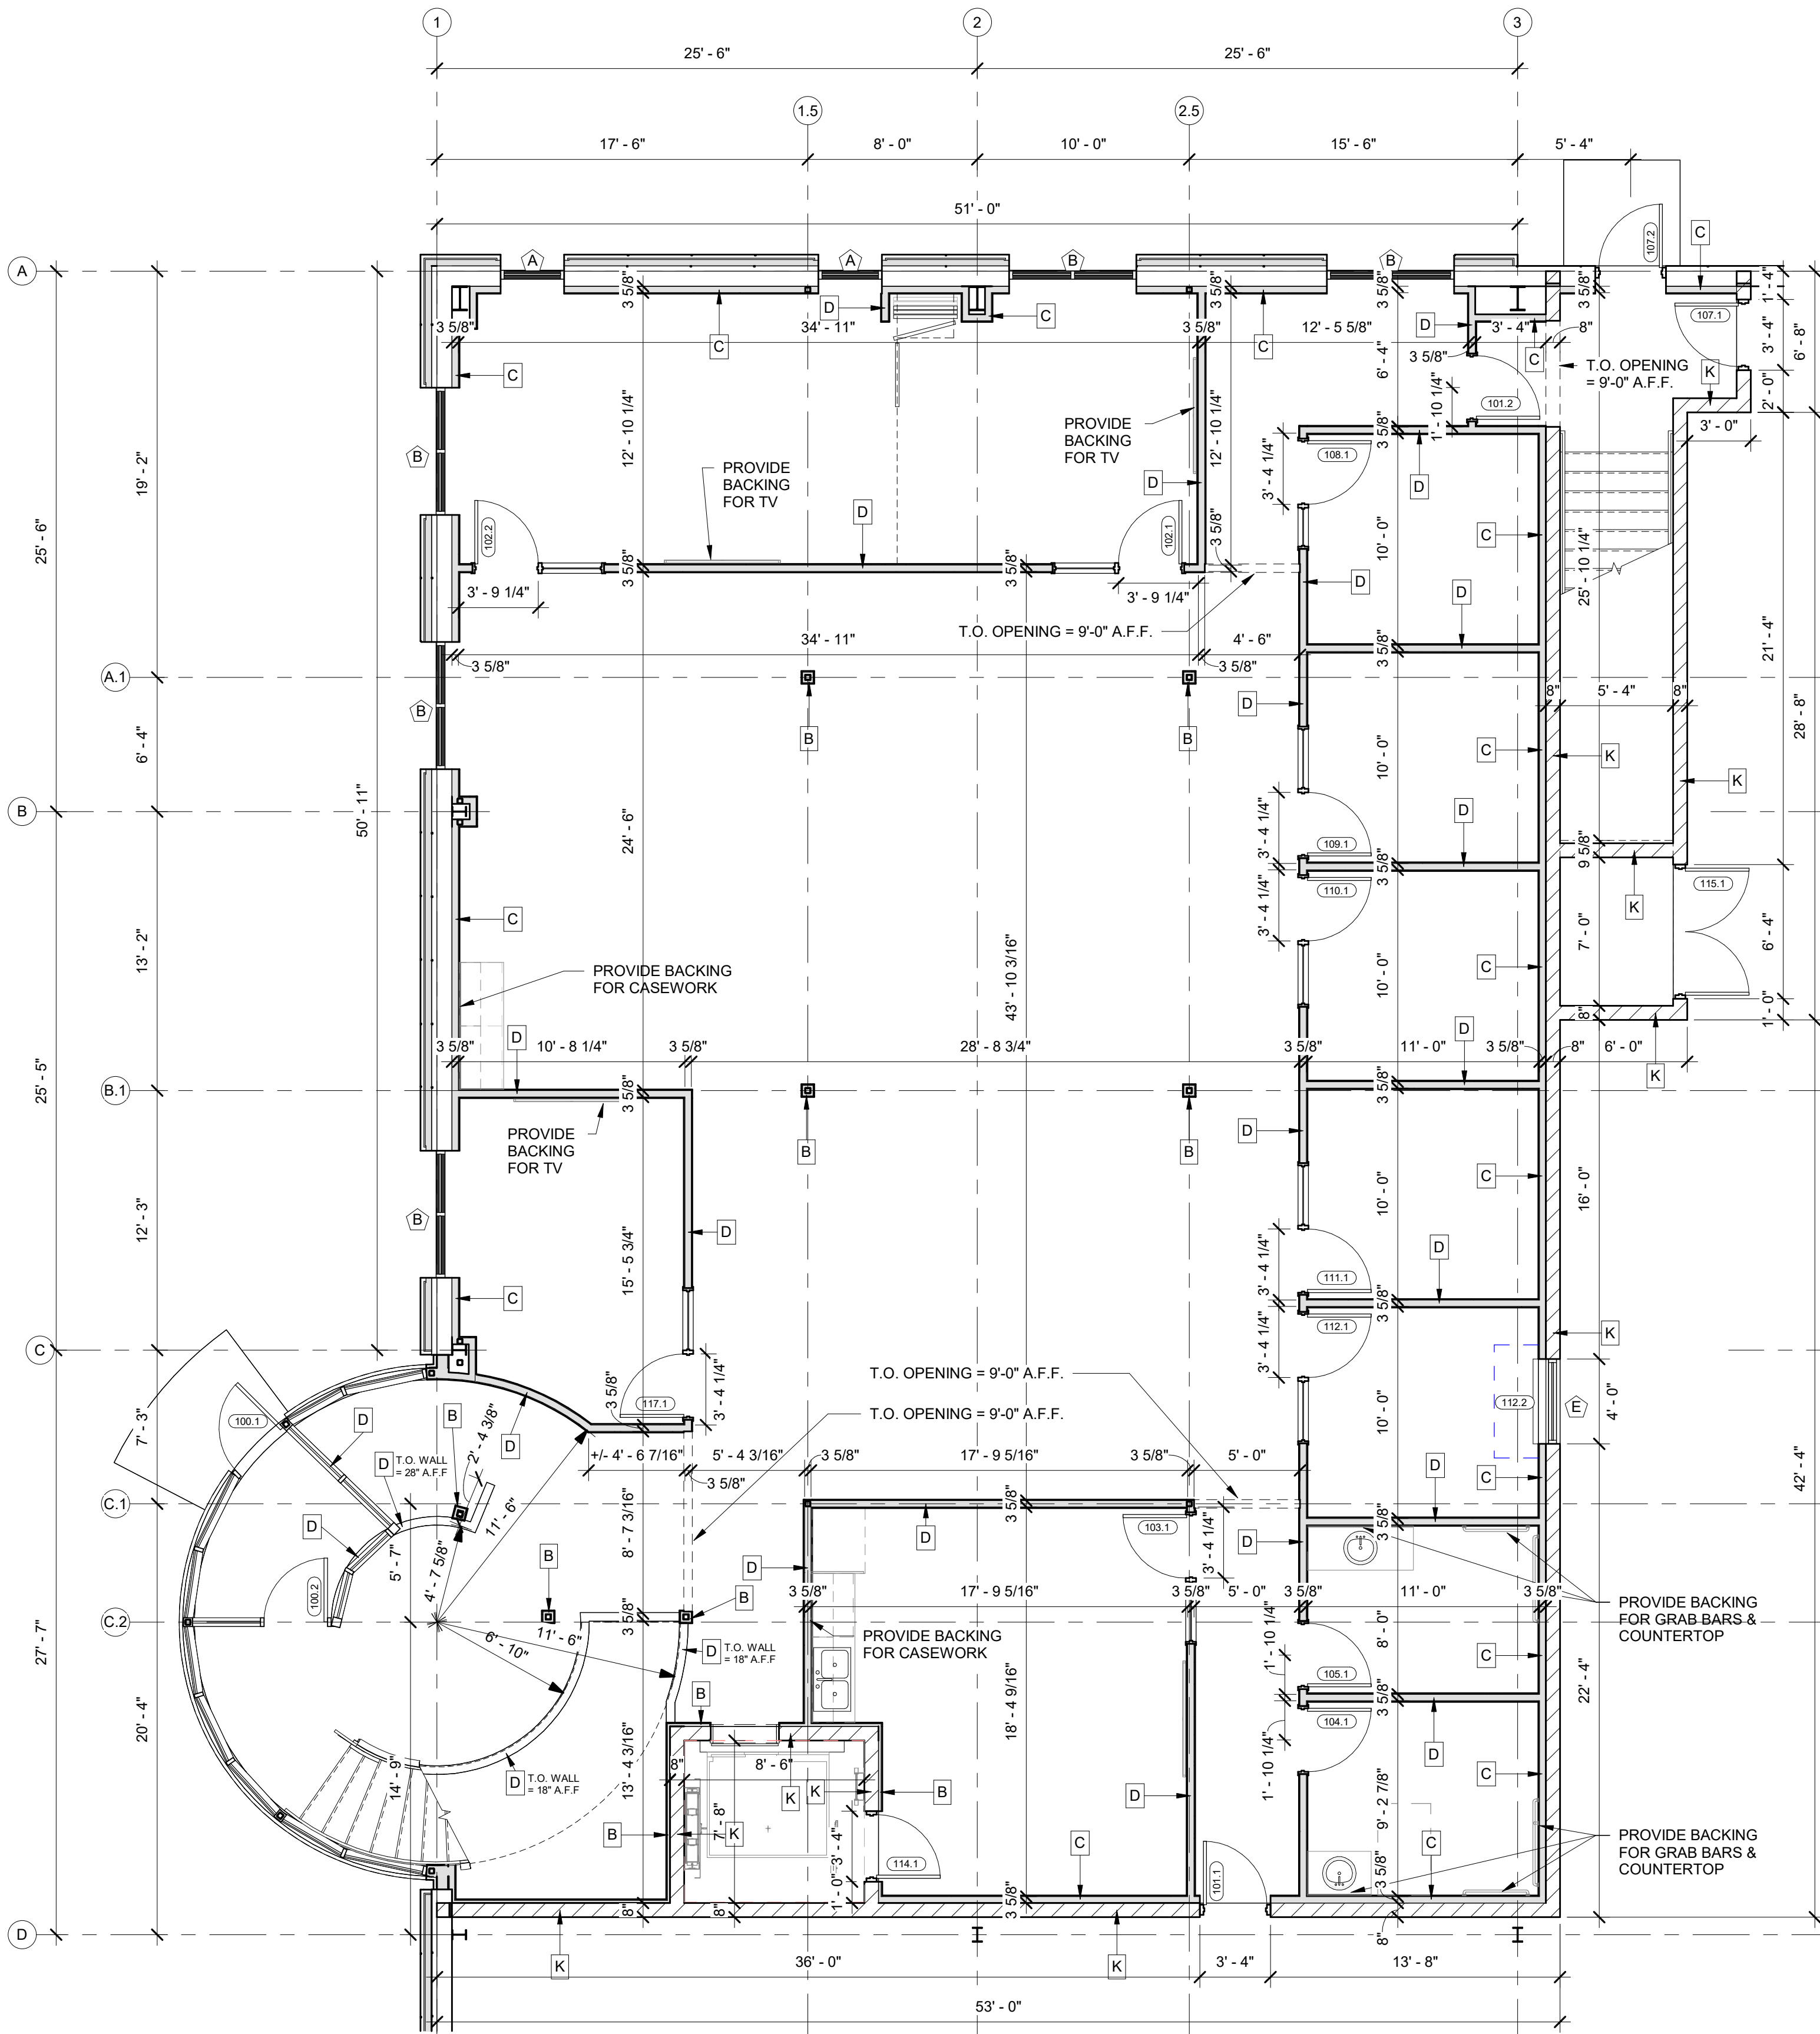 1
2
3
25' - 6"
25' - 6"
1.5
2.5
17' - 6"
8' - 0"
10' - 0"
15' - 6"
5' - 4"
51' - 0"
107.2
C
A
A
A
B
B
3 5/8"
3 5/8"
3 5/8"
3 5/8"
1' - 4"
D
C
C
C
107.1
3 5/8"
34' - 11"
3 5/8"
12' - 5 5/8"
D
3' - 4"
8"
3' - 4"
6' - 8"
C
6' - 4"
3 5/8"
C
T.O. OPENING
= 9'-0" A.F.F.
K
2' - 0"
101.2
1' - 10 1/4"
12' - 10 1/4"
PROVIDE
BACKING
FOR TV
12' - 10 1/4"
3 5/8"
3' - 0"
B
19' - 2"
PROVIDE
BACKING
FOR TV
D
3' - 4 1/4"
108.1
D
25' - 6"
102.2
D
102.1
3 5/8"
10' - 0"
C
3 5/8"
3 5/8"
25' - 10 1/4"
3' - 9 1/4"
3' - 9 1/4"
D
D
T.O. OPENING = 9'-0" A.F.F.
34' - 11"
4' - 6"
3 5/8"
21' - 4"
3 5/8"
3 5/8"
A.1
B
D
8"
5' - 4"
8"
6' - 4"
B
B
10' - 0"
C
K
K
28' - 8"
B
50' - 11"
24' - 6"
3' - 4 1/4"
109.1
D
3 5/8"
9 5/8"
K
110.1
115.1
3' - 4 1/4"
C
13' - 2"
7' - 0"
6' - 4"
PROVIDE BACKING
FOR CASEWORK
43' - 10 3/16"
10' - 0"
C
1' - 0"
8"
K
D
D
3 5/8"
10' - 8 1/4"
3 5/8"
28' - 8 3/4"
3 5/8"
11' - 0"
3 5/8"
8"
6' - 0"
25' - 5"
B.1
3 5/8"
3 5/8"
PROVIDE
BACKING
FOR TV
B
B
D
C
16' - 0"
12' - 3"
B
D
15' - 5 3/4"
10' - 0"
D
3' - 4 1/4"
111.1
3 5/8"
C
112.1
3' - 4 1/4"
K
C
T.O. OPENING = 9'-0" A.F.F.
117.1
3 5/8"
3' - 4 1/4"
T.O. OPENING = 9'-0" A.F.F.
10' - 0"
112.2
E
4' - 0"
7' - 3"
100.1
D
B
D
2' - 4 3/8"
D
T.O. WALL
= 28" A.F.F
+/- 4' - 6 7/16"
5' - 4 3/16"
3 5/8"
17' - 9 5/16"
3 5/8"
5' - 0"
3 5/8"
C
D
42' - 4"
C.1
11' - 6"
3 5/8"
D
103.1
3 5/8"
D
8' - 7 3/16"
D
3' - 4 1/4"
D
5' - 7"
4' - 7 5/8"
B
B
3 5/8"
17' - 9 5/16"
3 5/8"
5' - 0"
3 5/8"
11' - 0"
3 5/8"
100.2
PROVIDE BACKING
FOR GRAB BARS &
COUNTERTOP
C.2
3 5/8"
6' - 10"
11' - 6"
D
T.O. WALL
= 18" A.F.F
PROVIDE BACKING
FOR CASEWORK
8' - 0"
1' - 10 1/4"
C
27' - 7"
105.1
3 5/8"
B
18' - 4 9/16"
22' - 4"
20' - 4"
104.1
D
K
1' - 10 1/4"
14' - 9"
13' - 4 3/16"
8"
8' - 6"
D
T.O. WALL
= 18" A.F.F
K
K
B
D
C
B
K
7' - 8"
3' - 4"
9' - 2 7/8"
C
C
PROVIDE BACKING
FOR GRAB BARS &
COUNTERTOP
114.1
101.1
1' - 0"
3 5/8"
3 5/8"
8"
8"
8"
D
K
36' - 0"
K
3' - 4"
13' - 8"
53' - 0"